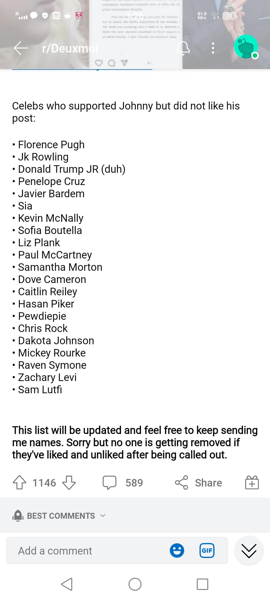 r/Deuxmoi
Celebs who supported Johnny but did not like his
post:
• Florence Pugh
• Jk Rowling
• Donald Trump JR (duh)
• Penelope Cruz
• Javier Bardem
• Sia
• Kevin McNally
• Sofia Boutella
• Liz Plank
• Paul McCartney
• Samantha Morton
• Dove Cameron
• Caitlin Reiley
• Hasan Piker
• Pewdiepie
• Chris Rock
• Dakota Johnson
• Mickey Rourke
• Raven Symone
• Zachary Levi
• Sam Lutfi
This list will be updated and feel free to keep sending
me names. Sorry but no one is getting removed if
they've liked and unliked after being called out.
1146 589 Share
BEST COMMENTS
Add a comment GIF